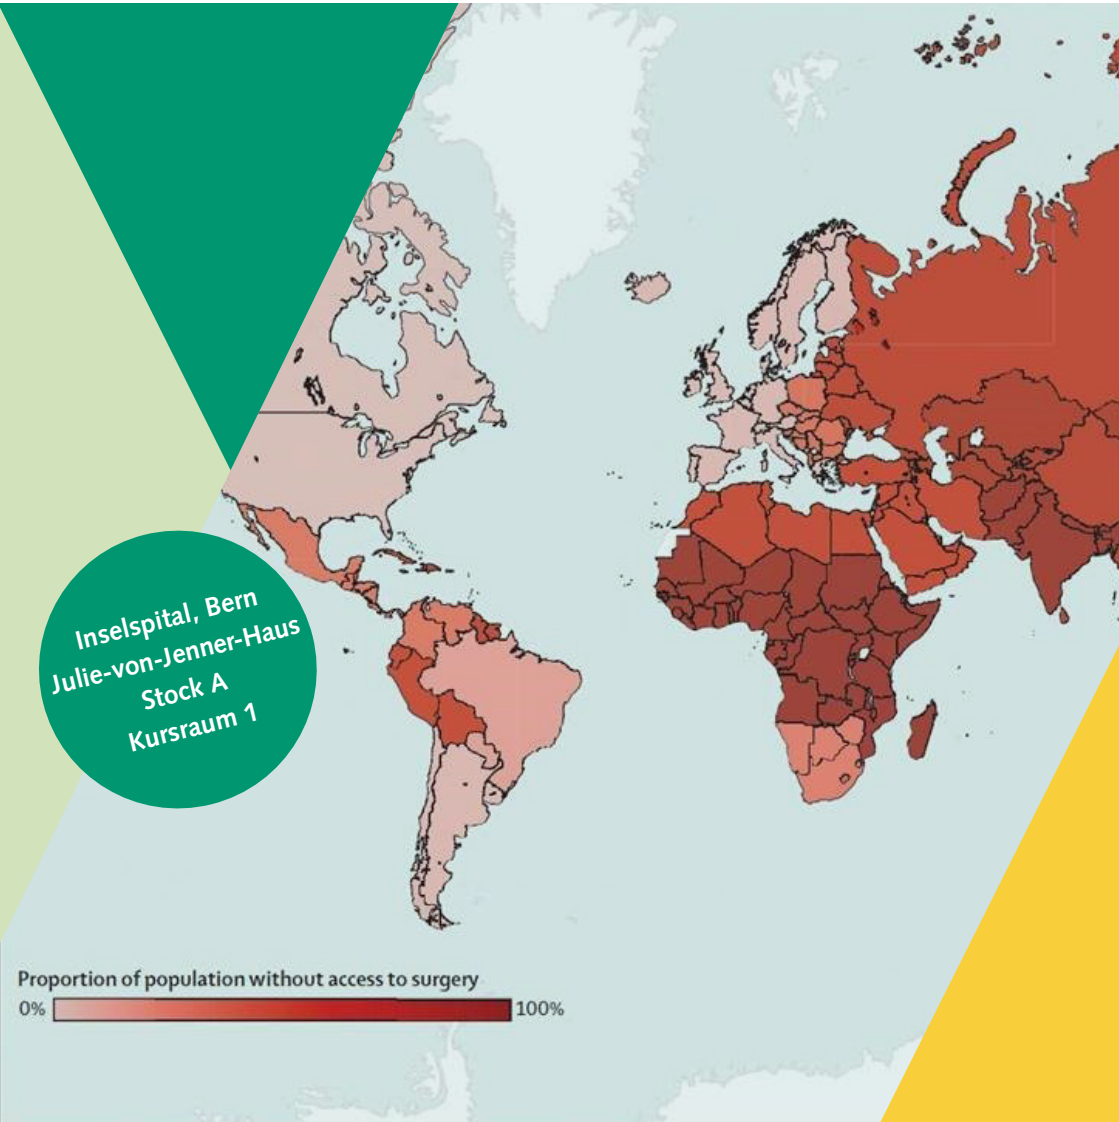 Inselspital, Bern
Julie-von-Jenner-Haus
Stock A
Kursraum 1
Proportion of population without access to surgery
0% 100%